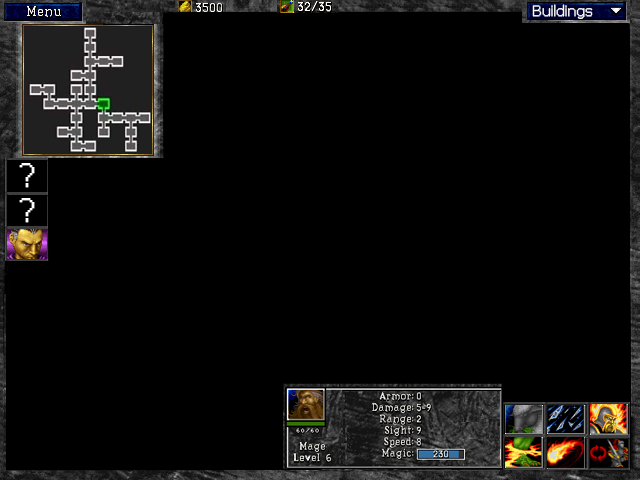 Menu
3500
32/35
Buildings
?
?
Armor: 0
Damage: 5-9
Range: 2
60/60
Sight: 9
Mage
Speed: 8
Level 6
Magic: 230